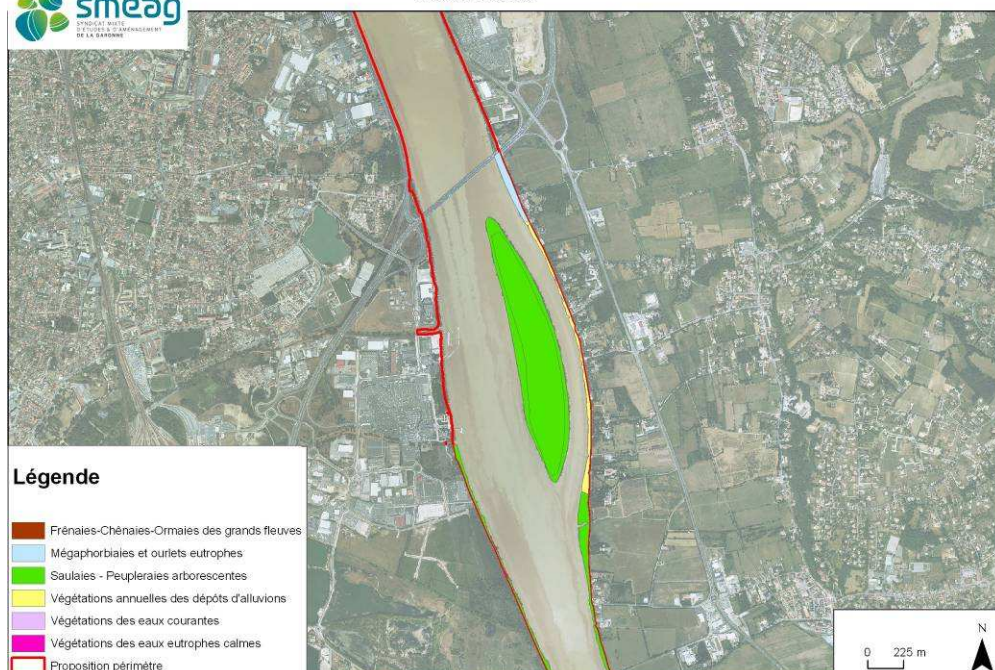 smeag
SYNDICAT MIXTE
D'ÉTUDES & D'AMÉNAGEMENT
DE LA GARONNE
Légende
Frênaies-Chênaies-Ormaies des grands fleuves
Mégaphorbiaies et ourlets eutrophes
Saulaies - Peupleraies arborescentes
Végétations annuelles des dépôts d'alluvions
Végétations des eaux courantes
Végétations des eaux eutrophes calmes
Proposition périmètre
N
0 225 m